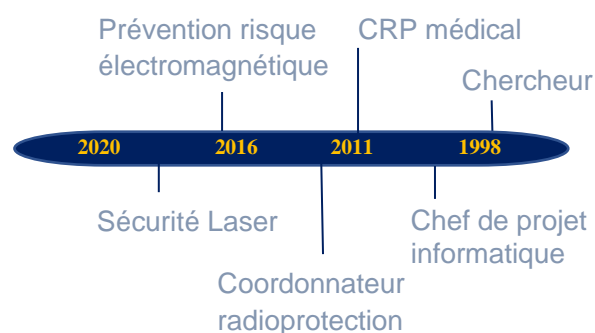 Prévention risque
électromagnétique
CRP médical
Chercheur
2020 2016 2011 1998
Sécurité Laser
Chef de projet
informatique
Coordonnateur
radioprotection